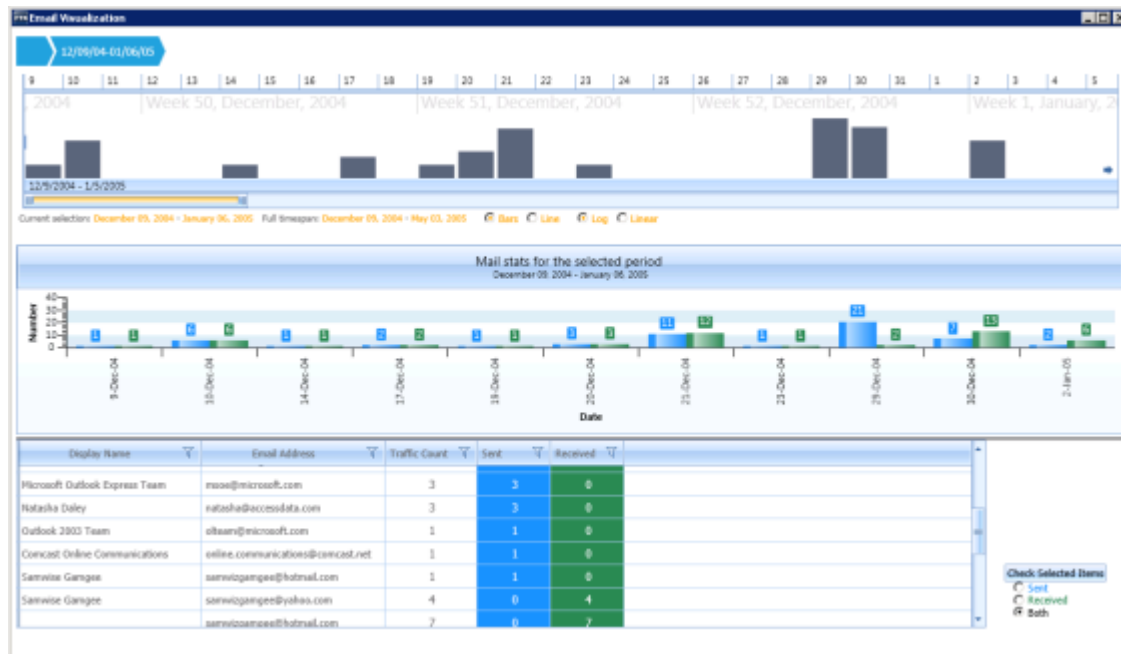 Email Visualization
12/09/04-01/06/05
9 10 11 12 13 14 15 16 17 18 19 20 21 22 23 24 25 26 27 28 29 30 31 1 2 3 4 5
, 2004 Week 50, December, 2004 Week 51, December, 2004 Week 52, December, 2004 Week 1, January, 2
12/9/2004 - 1/5/2005
Current selection: December 09, 2004 - January 06, 2005 Full timespan: December 09, 2004 - May 03, 2005 Bars Line Log Linear
Mail stats for the selected period
December 09, 2004 - January 06, 2005
Number
40
30
20
10
0
1 1 6 6 1 1 2 2 1 1 3 3 11 12 1 1 21 2 7 13 2 6
9-Dec-04 10-Dec-04 14-Dec-04 17-Dec-04 19-Dec-04 20-Dec-04 21-Dec-04 23-Dec-04 29-Dec-04 30-Dec-04 2-Jan-05
Date
Display Name Email Address Traffic Count Sent Received
Microsoft Outlook Express Team msoe@microsoft.com 3 3 0
Natasha Daley natasha@accessdata.com 3 3 0
Outlook 2003 Team olteam@microsoft.com 1 1 0
Comcast Online Communications online.communications@comcast.net 1 1 0
Samwise Gamgee samwizgamgee@hotmail.com 1 1 0
Samwise Gamgee samwizgamgee@yahoo.com 4 0 4
samwizgamgee@hotmail.com 7 0 7
Check Selected Items
Sent
Received
Both